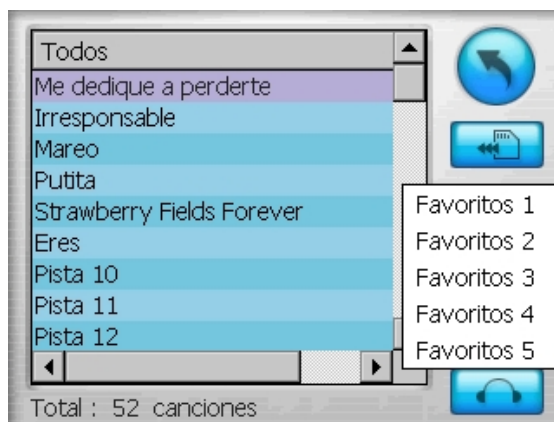 Todos
Me dedique a perderte
Irresponsable
Mareo
Putita
Strawberry Fields Forever
Eres
Pista 10
Pista 11
Pista 12
Total : 52 canciones
Favoritos 1
Favoritos 2
Favoritos 3
Favoritos 4
Favoritos 5